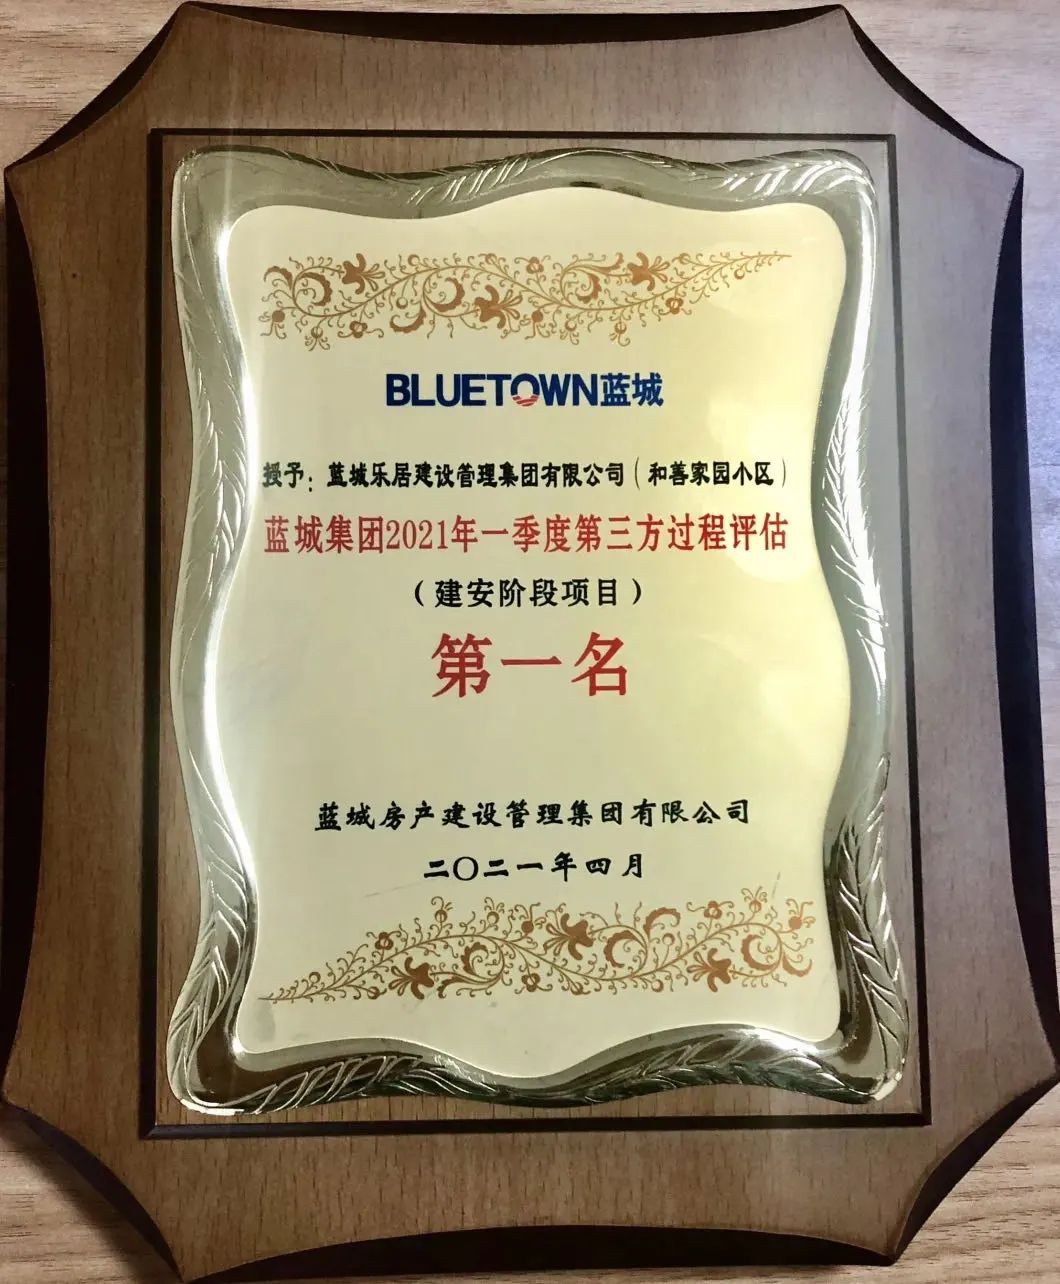 BLUETOWN蓝城
授予：蓝城乐居建设管理集团有限公司（和善家园小区）
蓝城集团2021年一季度第三方过程评估
（建安阶段项目）
第一名
蓝城房产建设管理集团有限公司
二〇二一年四月